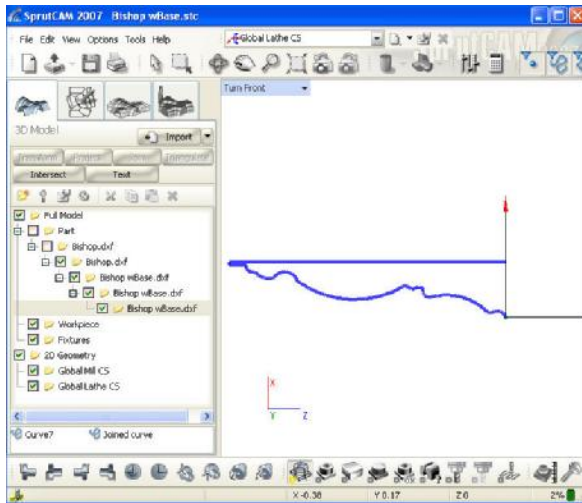 SprutCAM 2007 Bishop wBase.stc
File Edit View Options Tools Help
Global Lathe CS
Turn Front
3D Model
Import
Intersect Text
Full Model
Part
Bishop.dxf
Bishop.dxf
Bishop wBase.dxf
Bishop wBase.dxf
Bishop wBase.dxf
Workpiece
Fixtures
2D Geometry
Global Mill CS
Global Lathe CS
X
Y Z
Curve7 Joined curve
X -0.38 Y 0.17 Z 0 2%